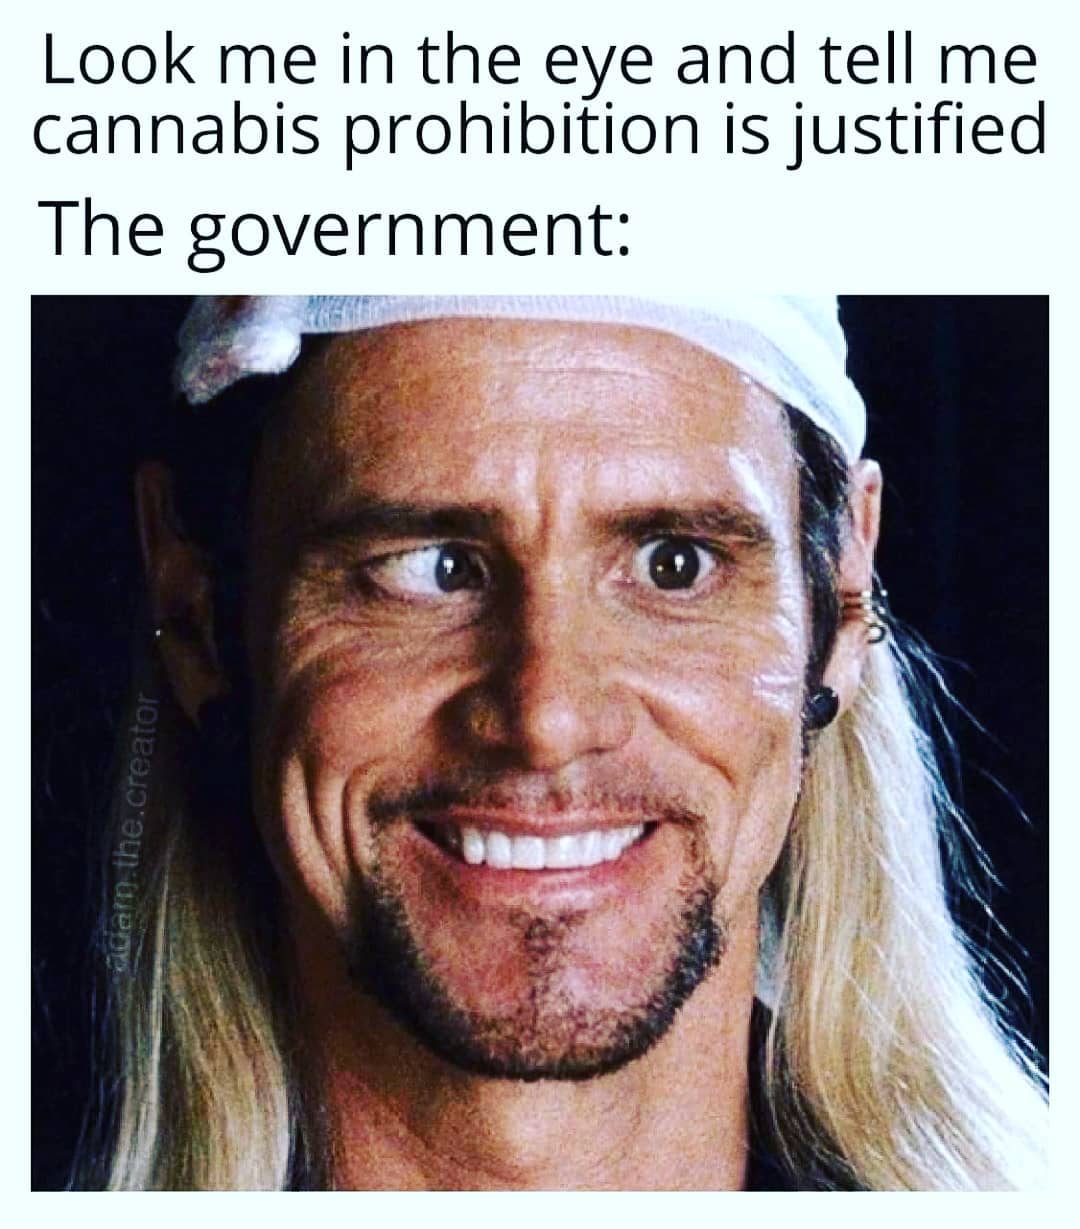 Look me in the eye and tell me
cannabis prohibition is justified
The government:
adam.the.creator